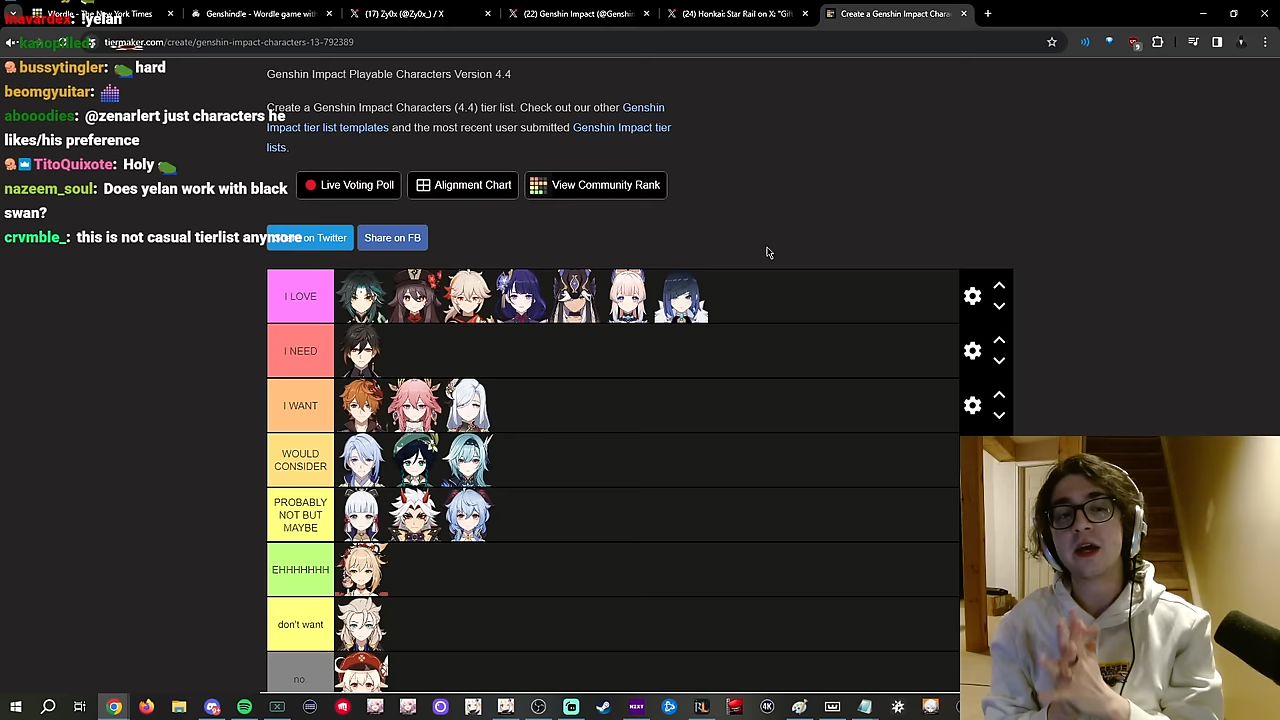 The New York Times
Genshindle - Wordle game with
(17) Zy0x (@Zy0x_) / X
(22) Genshin Impact (@Genshin
(24) Honkai: Star Rail on X: "Gift
Create a Genshin Impact Chara
tiermaker.com/create/genshin-impact-characters-13-792389
mavardex: !yelan
kanopilled
bussytingler: hard
beomgyuitar:
abooodies: @zenarlert just characters he
likes/his preference
TitoQuixote: Holy
nazeem_soul: Does yelan work with black
swan?
crvmble_: this is not casual tierlist anymore
Genshin Impact Playable Characters Version 4.4
Create a Genshin Impact Characters (4.4) tier list. Check out our other Genshin
Impact tier list templates and the most recent user submitted Genshin Impact tier
lists.
Live Voting Poll
Alignment Chart
View Community Rank
on Twitter
Share on FB
I LOVE
I NEED
I WANT
WOULD
CONSIDER
PROBABLY
NOT BUT
MAYBE
EHHHHHHH
don't want
no